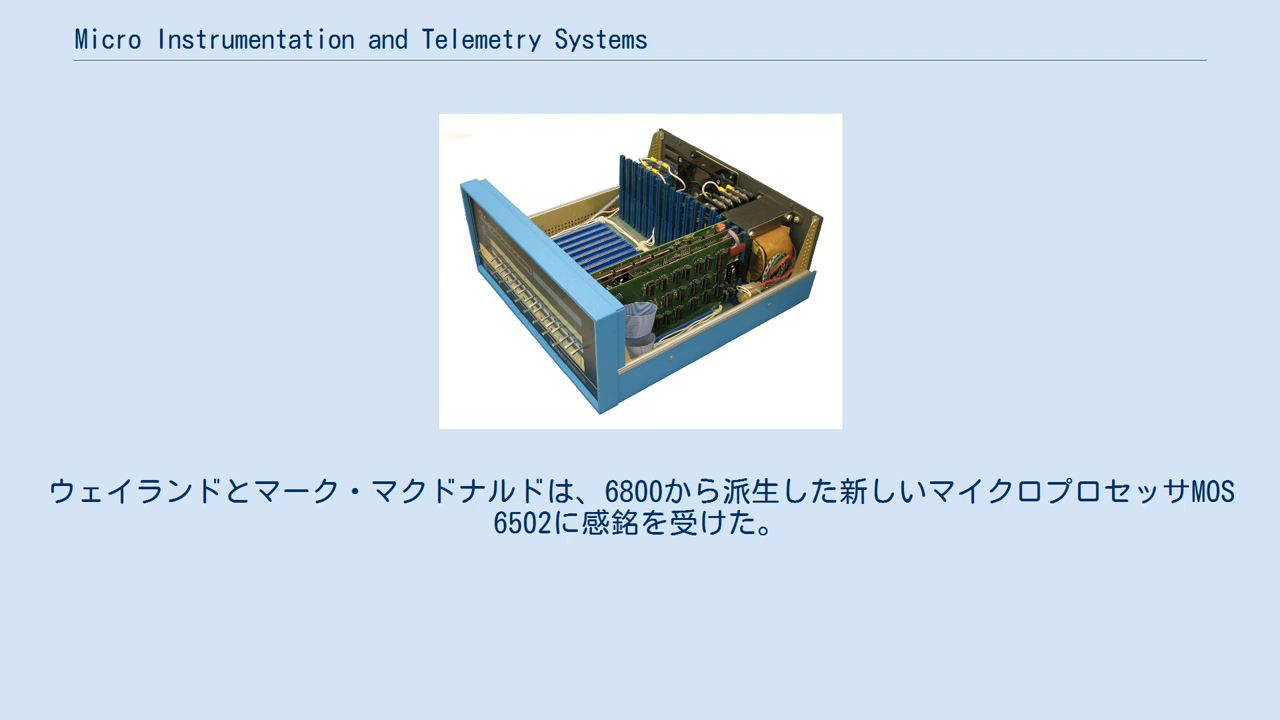 Micro Instrumentation and Telemetry Systems
ウェイランドとマーク・マクドナルドは、6800から派生した新しいマイクロプロセッサMOS
6502に感銘を受けた。